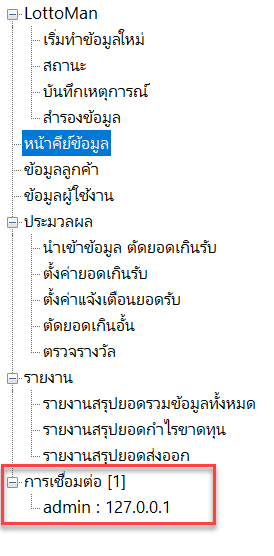 LottoMan
เริ่มทำข้อมูลใหม่
สถานะ
บันทึกเหตุการณ์
สำรองข้อมูล
หน้าคีย์ข้อมูล
ข้อมูลลูกค้า
ข้อมูลผู้ใช้งาน
ประมวลผล
นำเข้าข้อมูล ตัดยอดเกินรับ
ตั้งค่ายอดเกินรับ
ตั้งค่าแจ้งเตือนยอดรับ
ตัดยอดเกินอั้น
ตรวจรางวัล
รายงาน
รายงานสรุปยอดรวมข้อมูลทั้งหมด
รายงานสรุปยอดกำไรขาดทุน
รายงานสรุปยอดส่งออก
การเชื่อมต่อ [1]
admin : 127.0.0.1